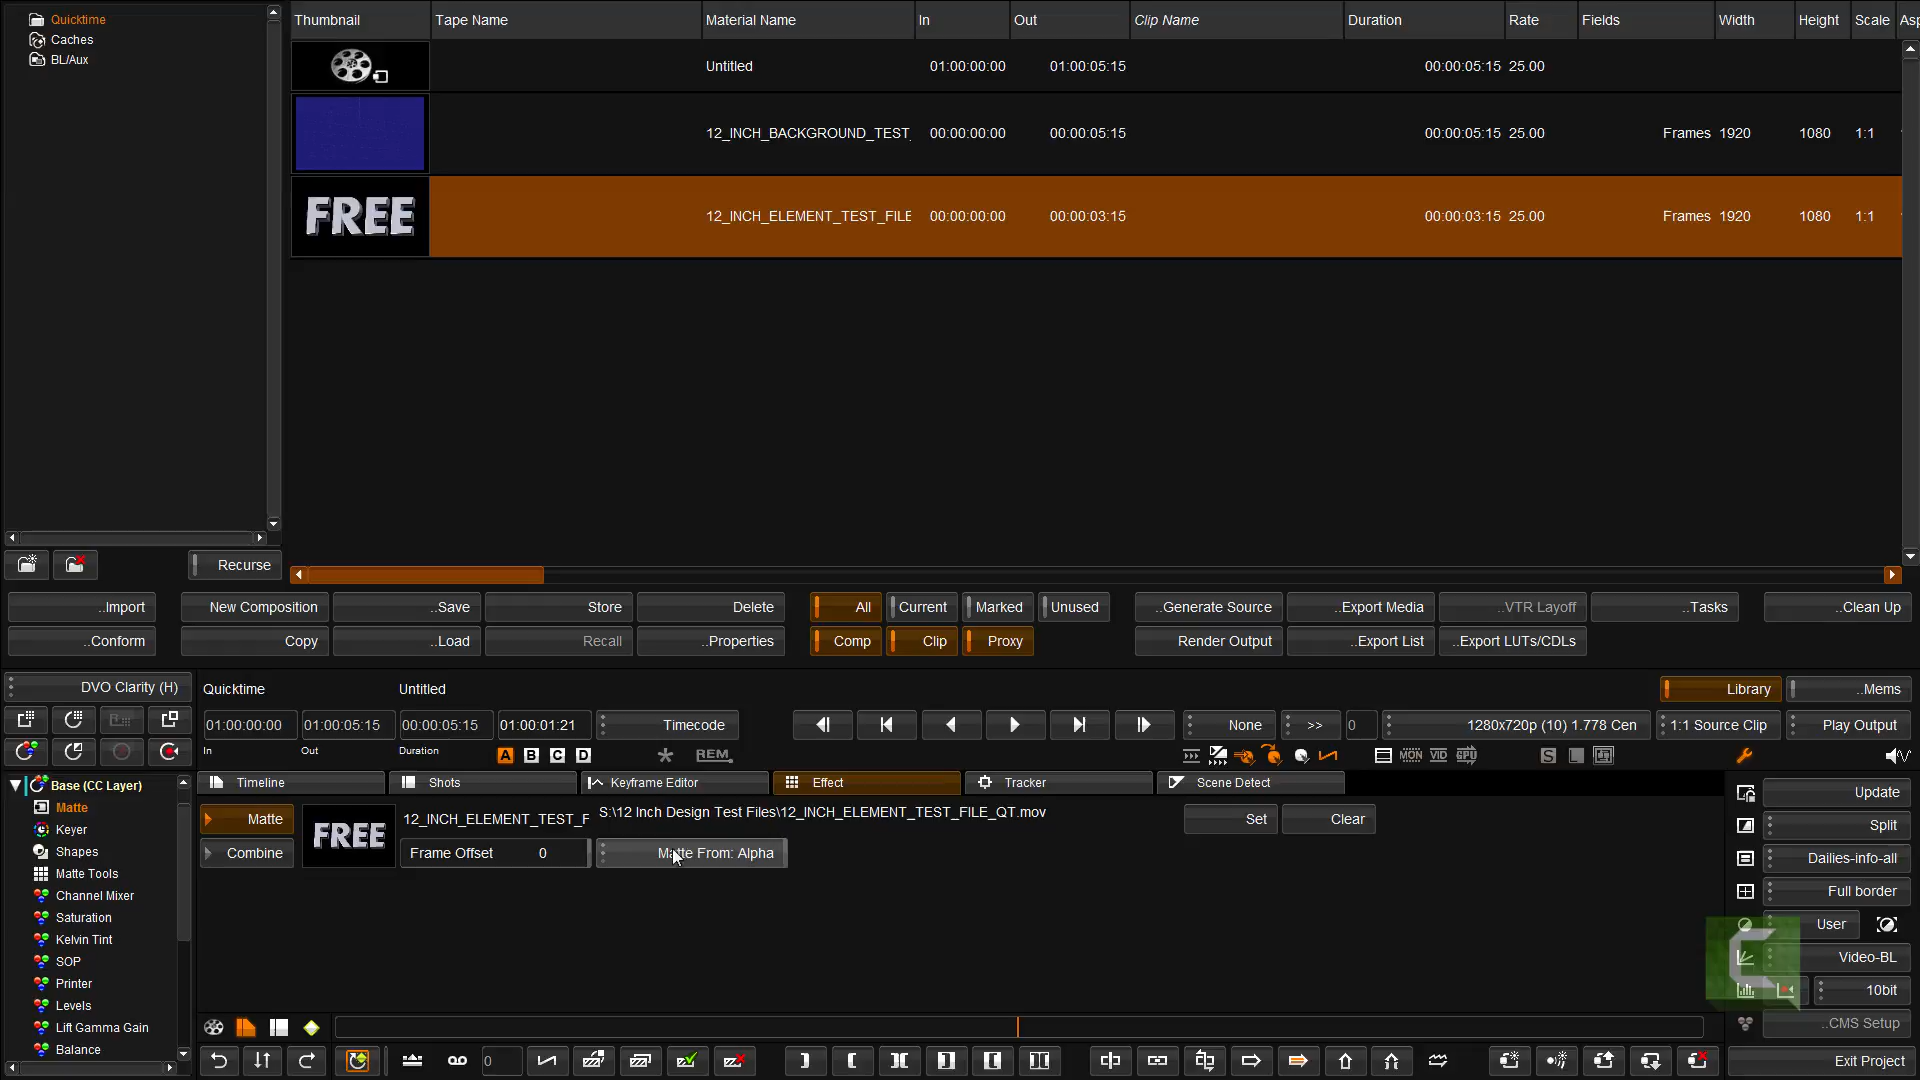 Quicktime
Caches
BL/Aux
Thumbnail Tape Name Material Name In Out Clip Name Duration Rate Fields Width Height Scale Asp
Untitled 01:00:00:00 01:00:05:15 00:00:05:15 25.00
12_INCH_BACKGROUND_TEST_ 00:00:00:00 00:00:05:15 00:00:05:15 25.00 Frames 1920 1080 1:1
FREE 12_INCH_ELEMENT_TEST_FILE 00:00:00:00 00:00:03:15 00:00:03:15 25.00 Frames 1920 1080 1:1
Recurse
..Import New Composition ..Save Store Delete All Current Marked Unused ..Generate Source ..Export Media ..VTR Layoff ..Tasks ..Clean Up
..Conform Copy ..Load Recall ..Properties Comp Clip Proxy Render Output ..Export List ..Export LUTs/CDLs
DVO Clarity (H) Quicktime Untitled Library ..Mems
01:00:00:00 01:00:05:15 00:00:05:15 01:00:01:21 Timecode None >> 0 1280x720p (10) 1.778 Cen 1:1 Source Clip Play Output
In Out Duration A B C D * REM. MON VID GPU S
Base (CC Layer) Timeline Shots Keyframe Editor Effect Tracker Scene Detect
Matte
Keyer
Shapes
Matte Tools
Channel Mixer
Saturation
Kelvin Tint
SOP
Printer
Levels
Lift Gamma Gain
Balance
Matte FREE 12_INCH_ELEMENT_TEST_F S:\12 Inch Design Test Files\12_INCH_ELEMENT_TEST_FILE_QT.mov Set Clear
Combine Frame Offset 0 Matte From: Alpha
Update
Split
Dailies-info-all
Full border
User
Video-BL
10bit
..CMS Setup
0 Exit Project